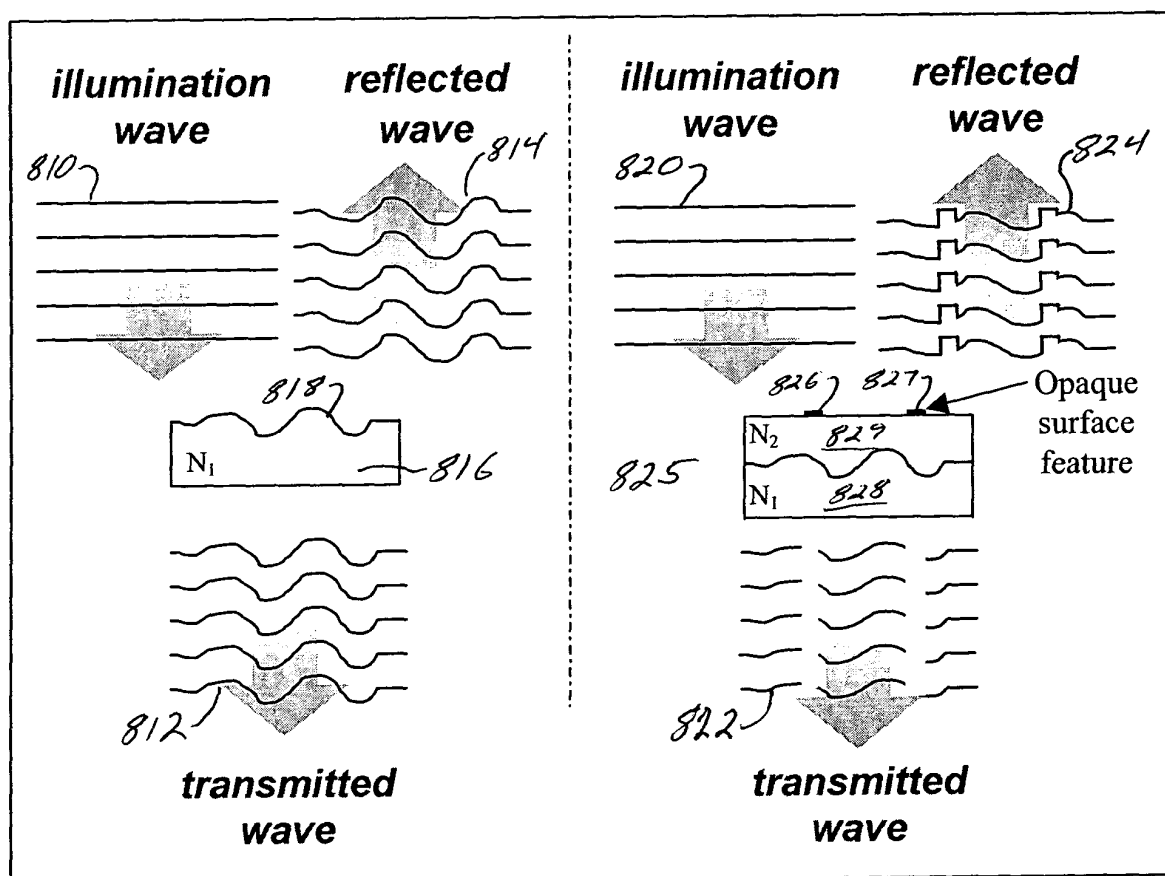 illumination
wave
reflected
wave
810
814
818
N1
816
812
transmitted
wave
illumination
wave
reflected
wave
820
824
826
827
Opaque
surface
feature
N2
829
825
N1
828
822
transmitted
wave